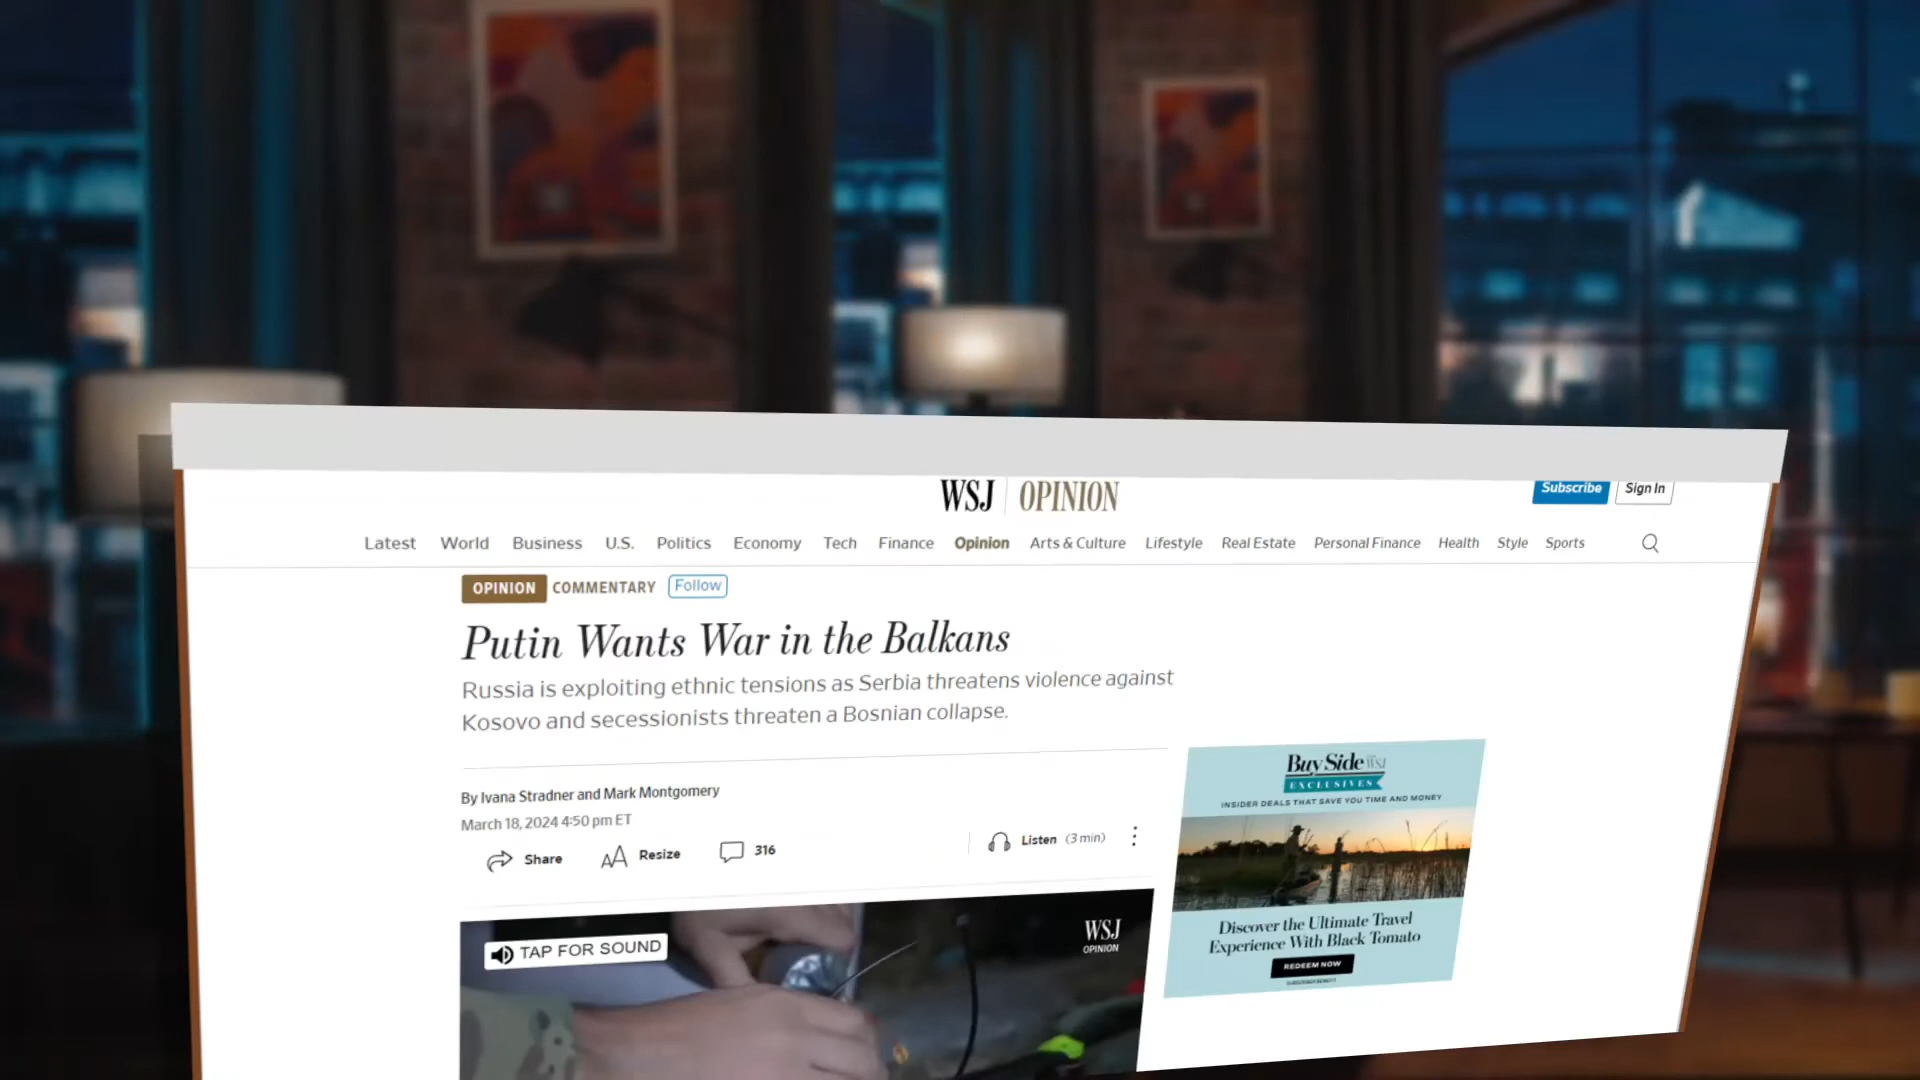 WSJ OPINION
Subscribe Sign In
Latest World Business U.S. Politics Economy Tech Finance Opinion Arts & Culture Lifestyle Real Estate Personal Finance Health Style Sports
OPINION COMMENTARY Follow
Putin Wants War in the Balkans
Russia is exploiting ethnic tensions as Serbia threatens violence against
Kosovo and secessionists threaten a Bosnian collapse.
By Ivana Stradner and Mark Montgomery
March 18, 2024 4:50 pm ET
Share Resize 316 Listen (3 min)
TAP FOR SOUND
WSJ
OPINION
Buy Side WSJ
EXCLUSIVES
INSIDER DEALS THAT SAVE YOU TIME AND MONEY
Discover the Ultimate Travel
Experience With Black Tomato
REDEEM NOW